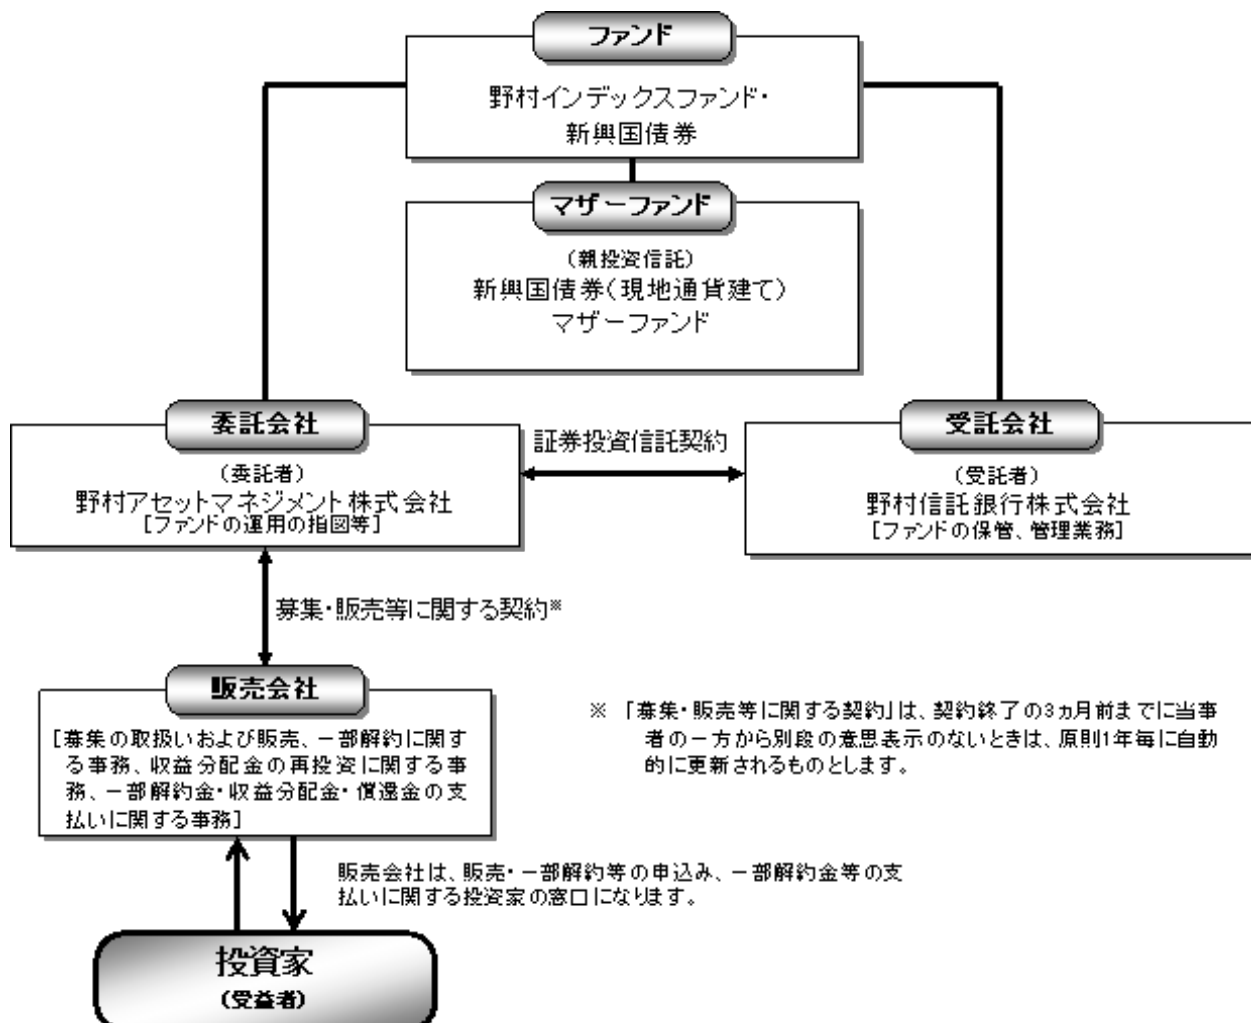 ファンド
野村インデックスファンド・
新興国債券
マザーファンド
(親投資信託)
新興国債券(現地通貨建て)
マザーファンド
委託会社
(委託者)
野村アセットマネジメント株式会社
[ファンドの運用の指図等]
証券投資信託契約
受託会社
(受託者)
野村信託銀行株式会社
[ファンドの保管、管理業務]
募集・販売等に関する契約※
販売会社
[募集の取扱いおよび販売、一部解約に関す
る事務、収益分配金の再投資に関する事
務、一部解約金・収益分配金・償還金の支
払いに関する事務]
※ 「募集・販売等に関する契約」は、契約終了の3ヵ月前までに当事
者の一方から別段の意思表示のないときは、原則1年毎に自動
的に更新されるものとします。
販売会社は、販売・一部解約等の申込み、一部解約金等の支
払いに関する投資家の窓口になります。
投資家
(受益者)